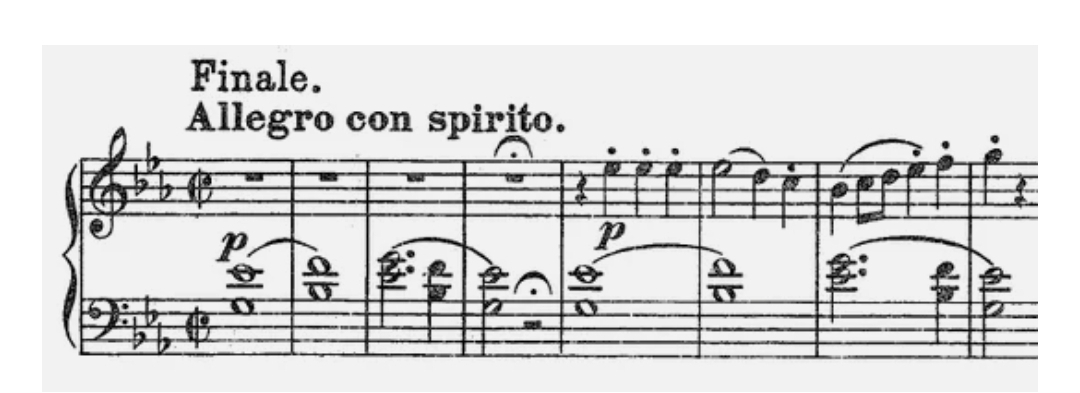 Finale.
Allegro con spirito.
p
p